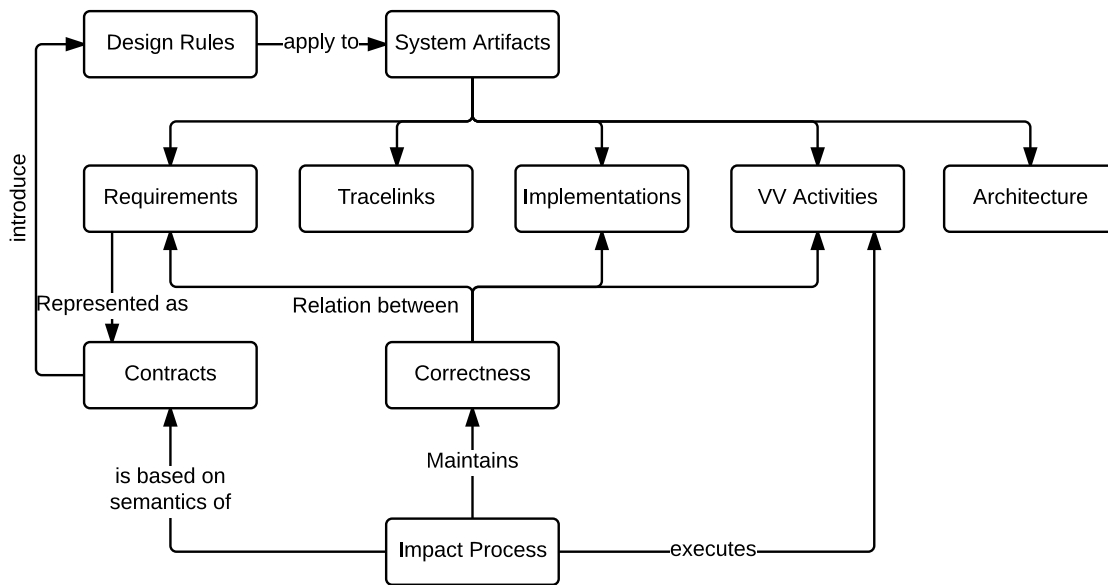 Design Rules
apply to
System Artifacts
introduce
Requirements
Tracelinks
Implementations
VV Activities
Architecture
Represented as
Relation between
Contracts
Correctness
is based on
semantics of
Maintains
Impact Process
executes